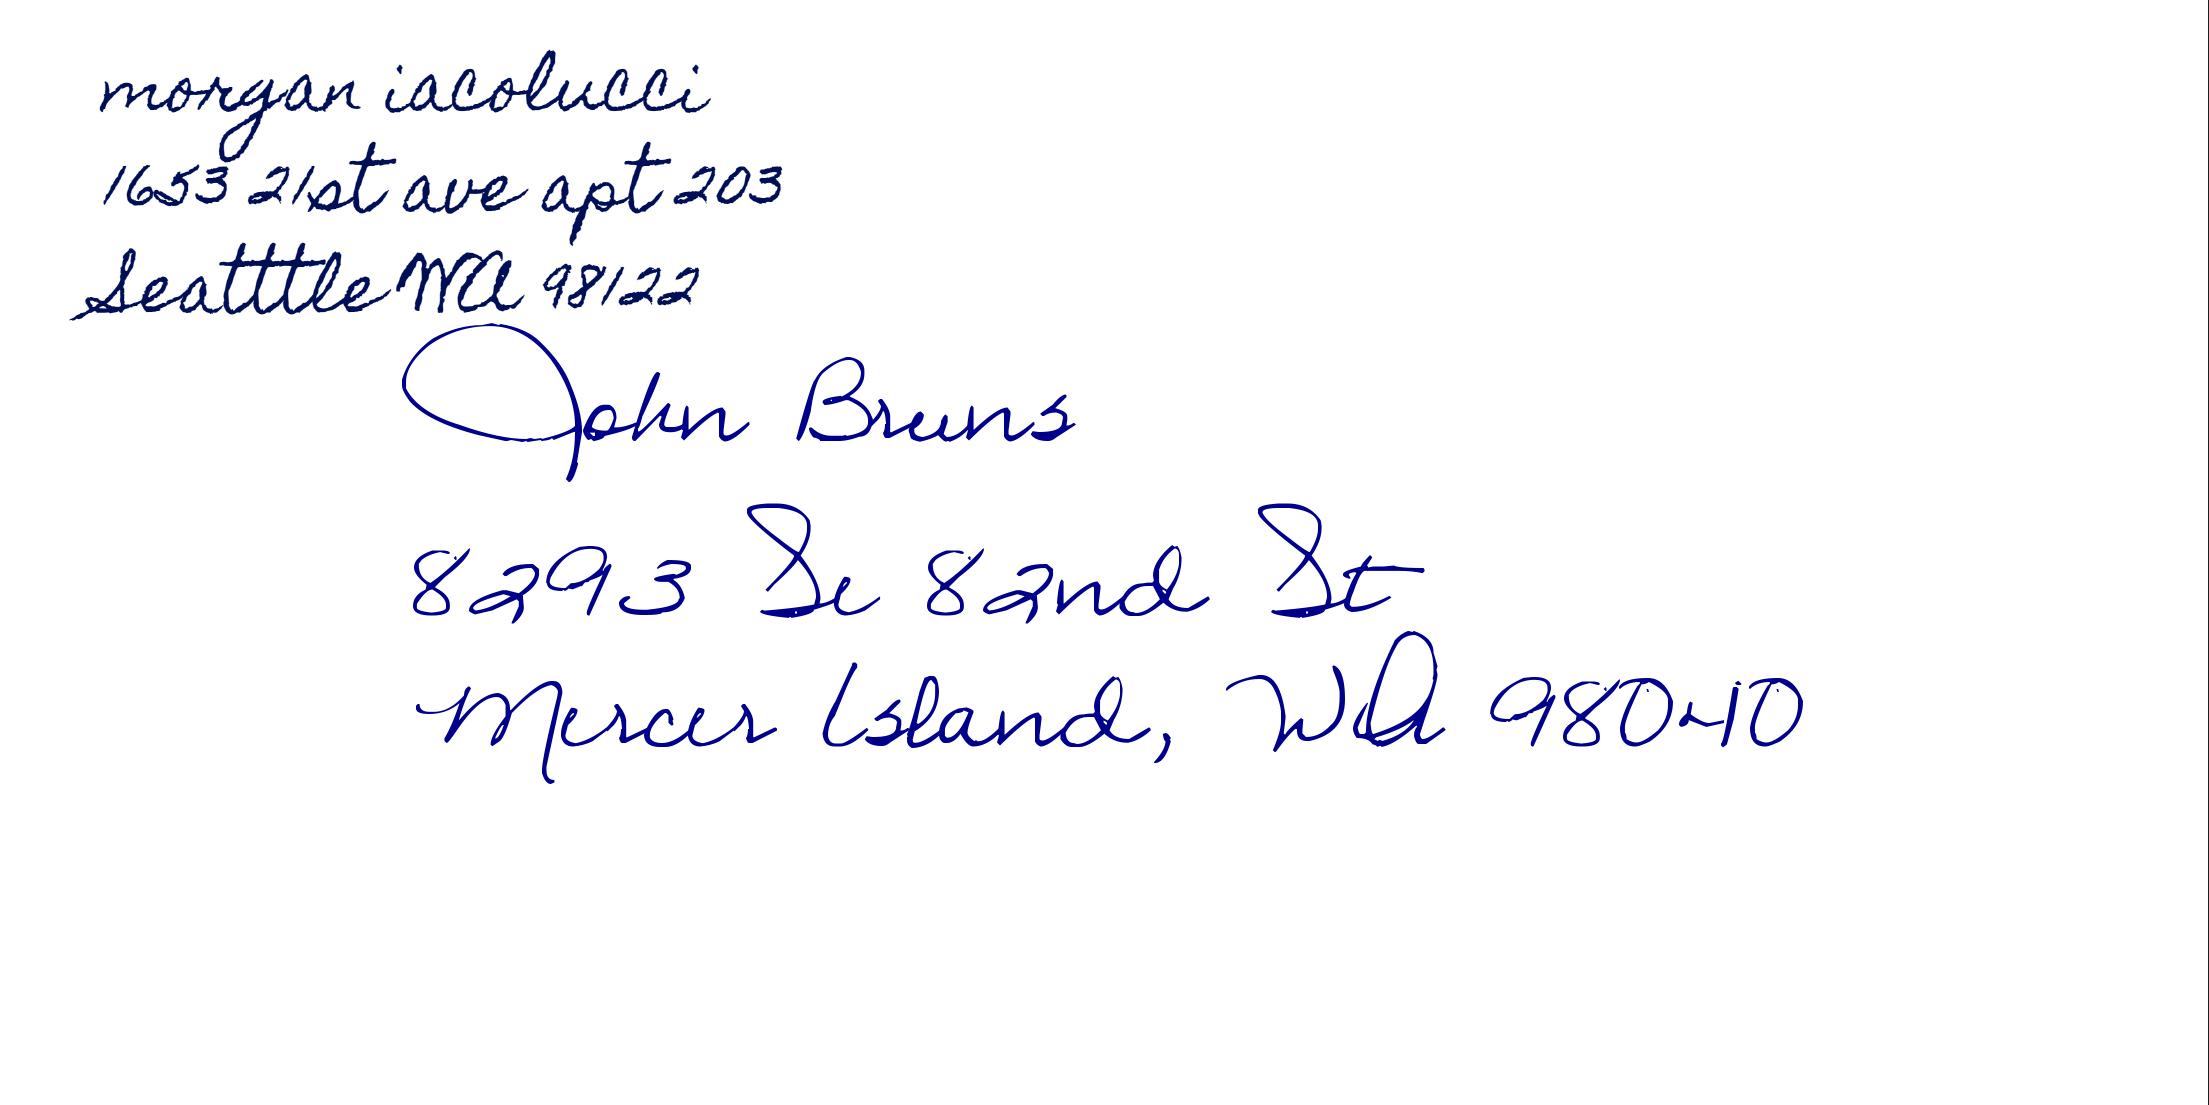 morgan iacolucci
1653 21st ave apt 203
Seatttle WA 98122
John Bruns
8293 Se 82nd St
Mercer Island, WA 98040